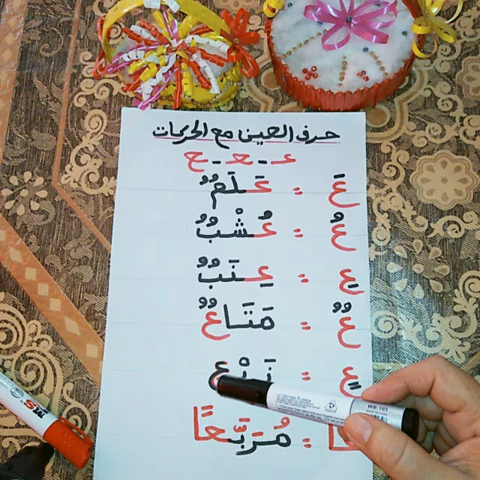 حرف العين مع الحركات
عـ - ـعـ - ـع
عَ : عَلَمٌ
عُ : عُشْبٌ
عِ : عِنَبٌ
عٌ : مَتَاعٌ
عٍ :
عًا : مُرَبَّعًا